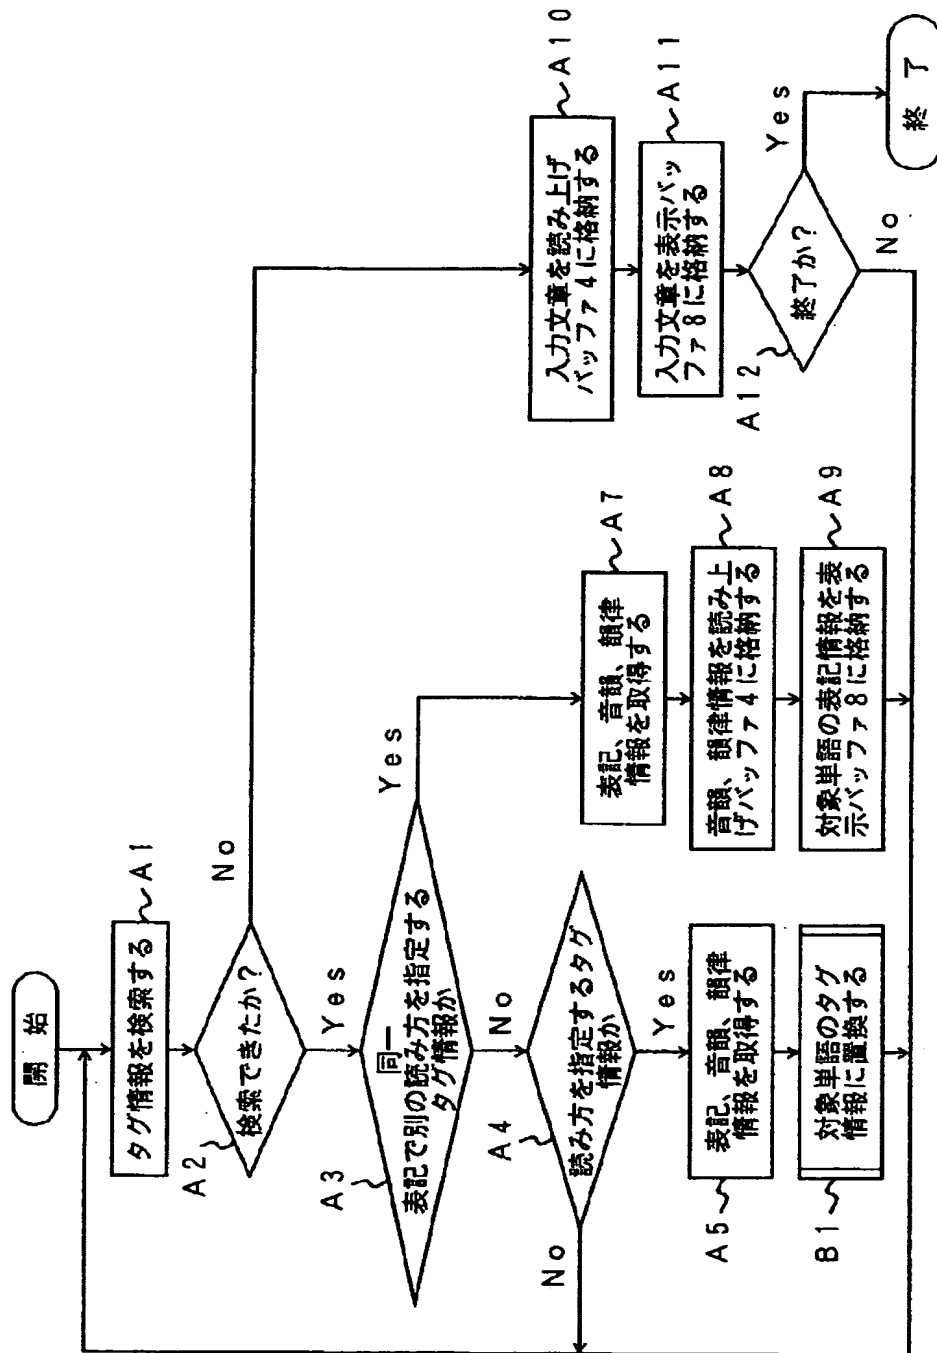 開始
タグ情報を検索する
A1
検索できたか?
A2
No
Yes
同一
表記で別の読み方を指定する
タグ情報か
A3
Yes
No
読み方を指定するタグ
情報か
A4
No
Yes
表記、音韻、韻律
情報を取得する
A5
対象単語のタグ
情報に置換する
B1
表記、音韻、韻律
情報を取得する
A7
音韻、韻律情報を読み上
げバッファ4に格納する
A8
対象単語の表記情報を表
示バッファ8に格納する
A9
入力文章を読み上げ
バッファ4に格納する
A10
入力文章を表示バッ
ファ8に格納する
A11
終了か?
A12
Yes
No
終了